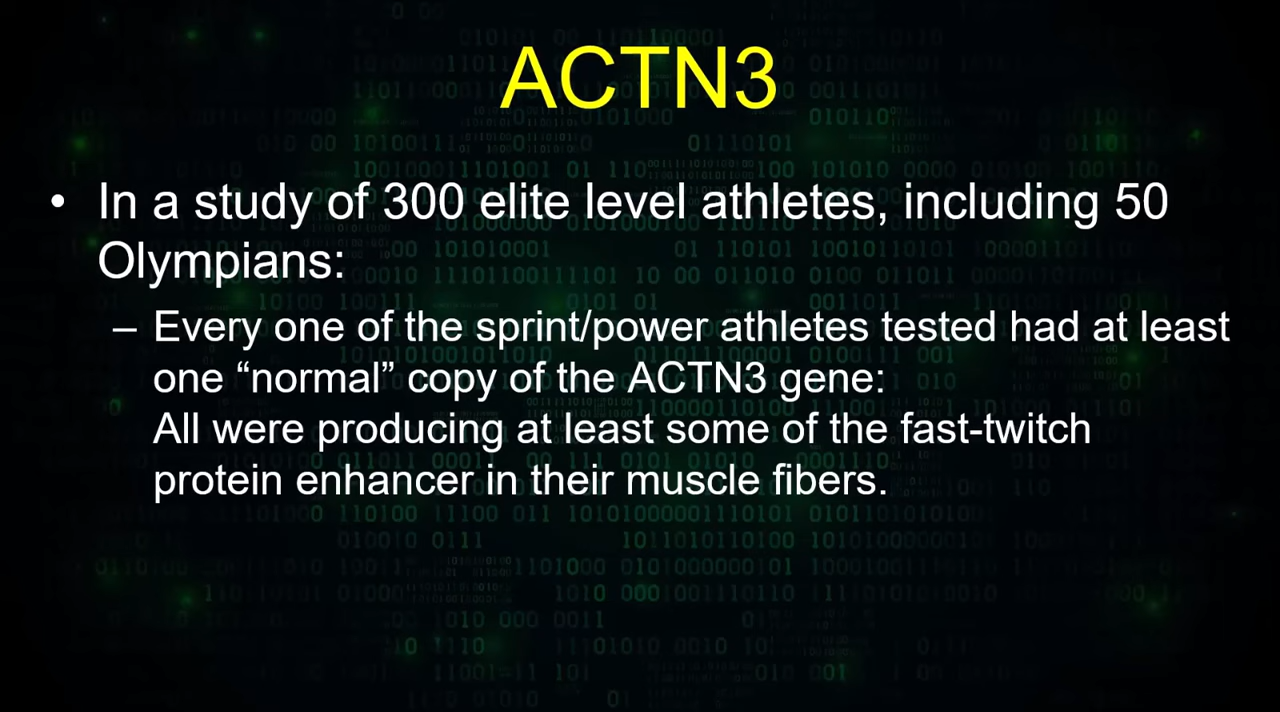 ACTN3
• In a study of 300 elite level athletes, including 50
Olympians:
– Every one of the sprint/power athletes tested had at least
one “normal” copy of the ACTN3 gene:
All were producing at least some of the fast-twitch
protein enhancer in their muscle fibers.